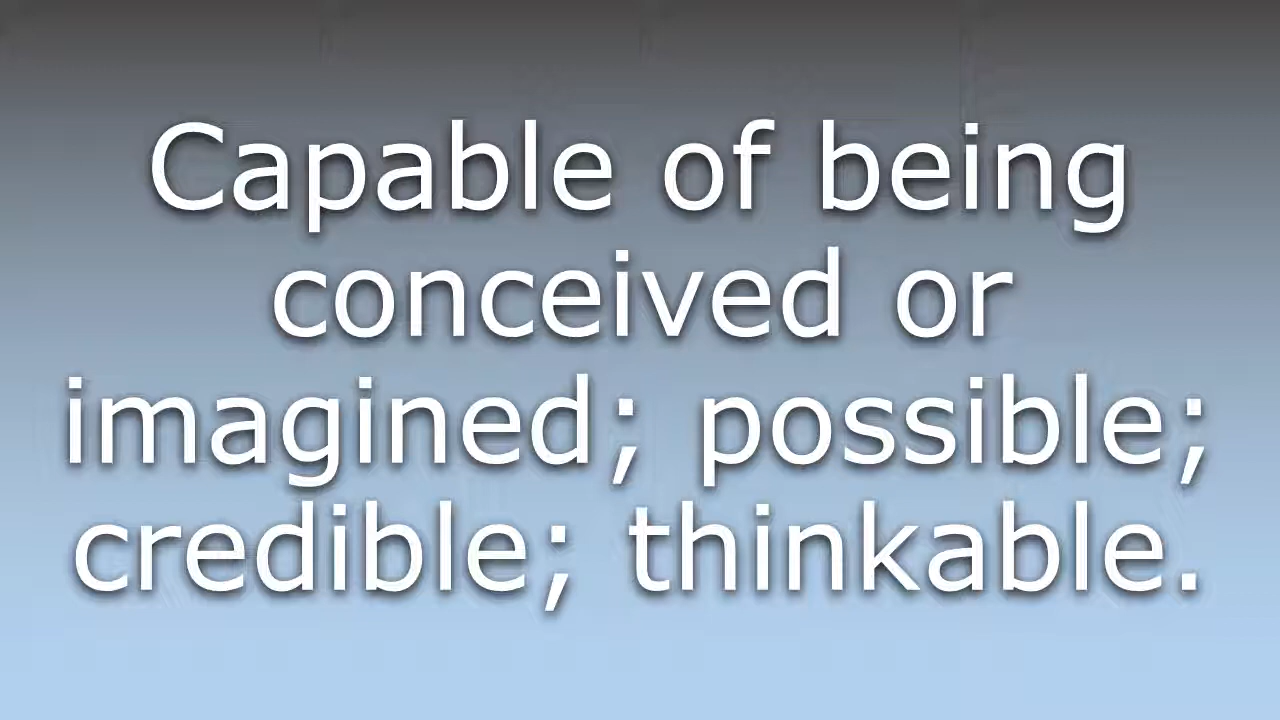 Capable of being
conceived or
imagined; possible;
credible; thinkable.